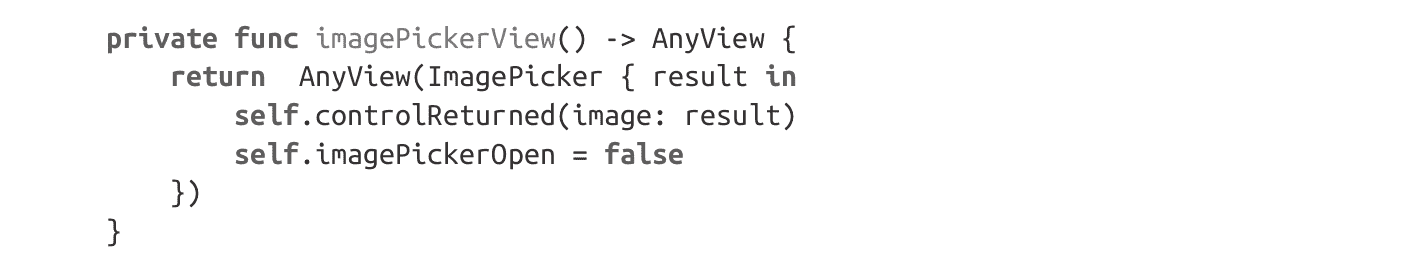 private func imagePickerView() -> AnyView {
    return  AnyView(ImagePicker { result in
        self.controlReturned(image: result)
        self.imagePickerOpen = false
    })
}